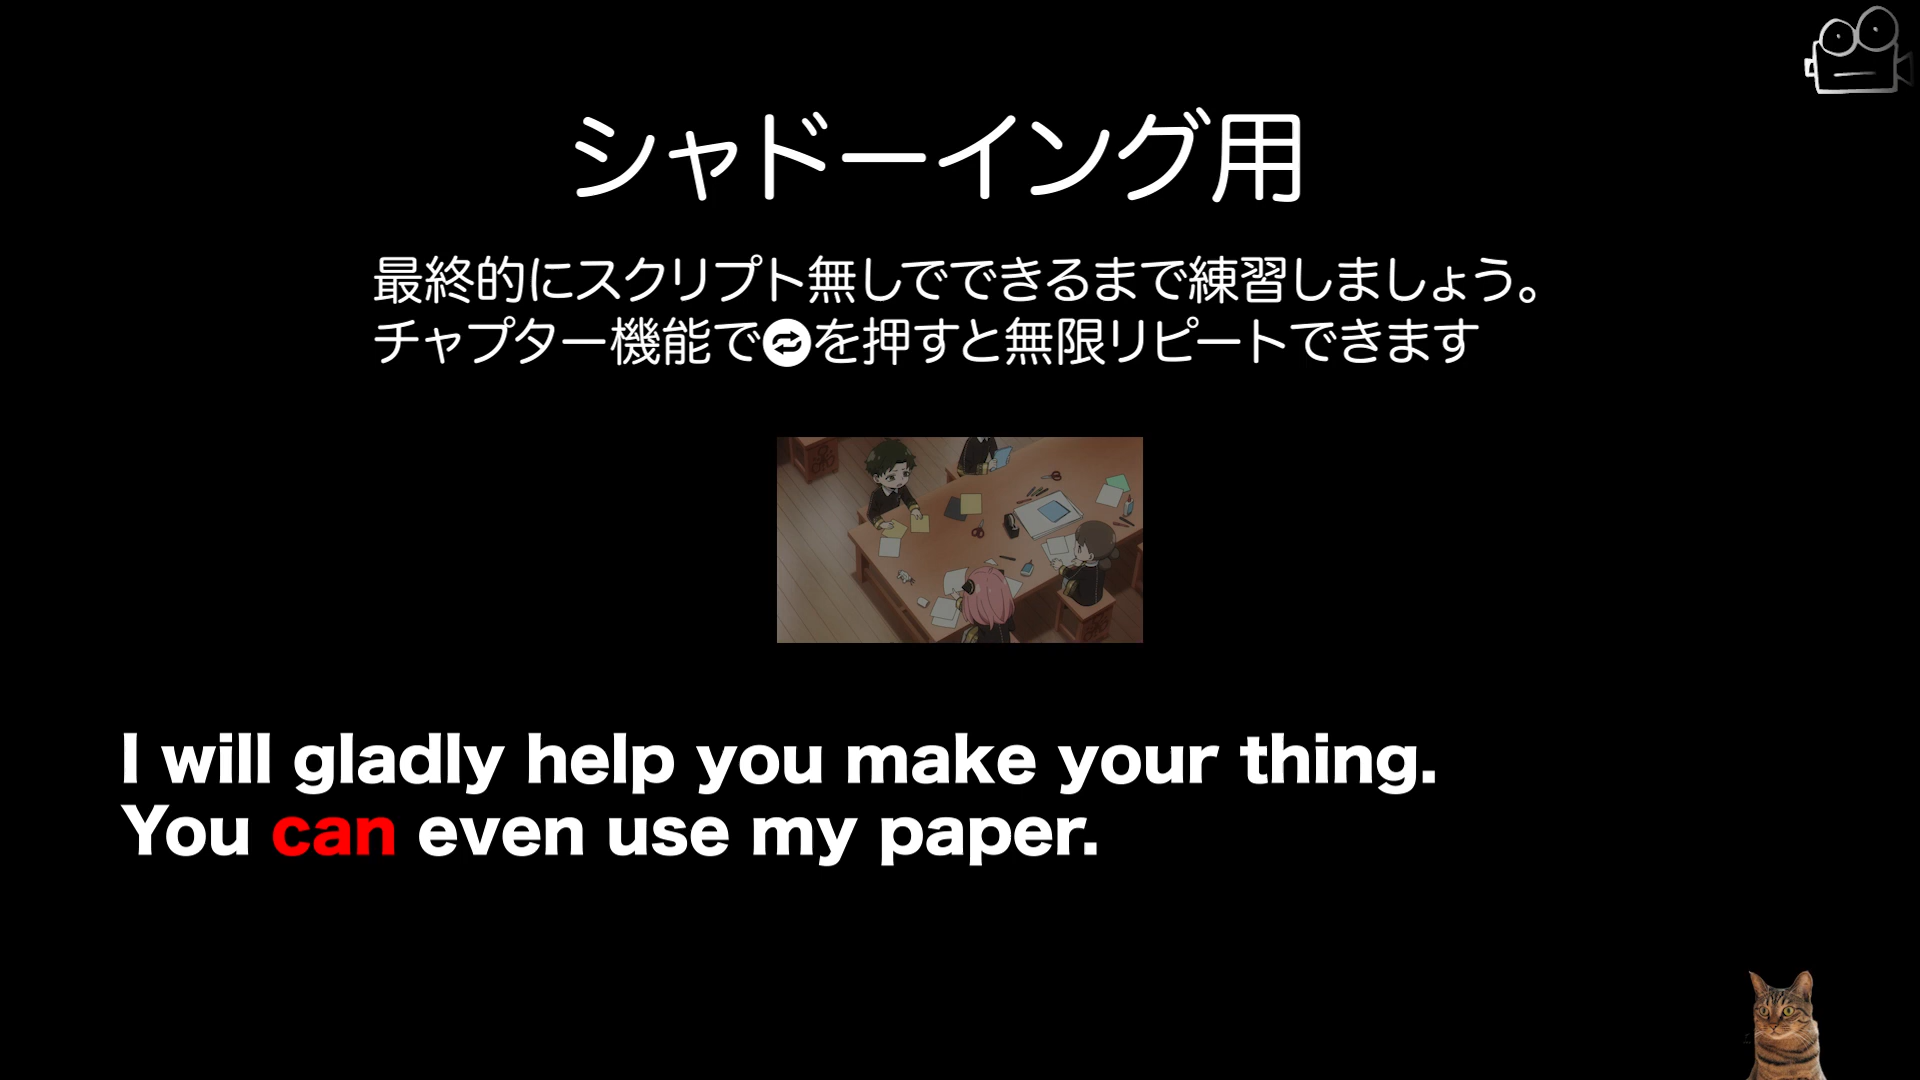 シャドーイング用
最終的にスクリプト無しでできるまで練習しましょう。
チャプター機能で🔁を押すと無限リピートできます
I will gladly help you make your thing.
You can even use my paper.